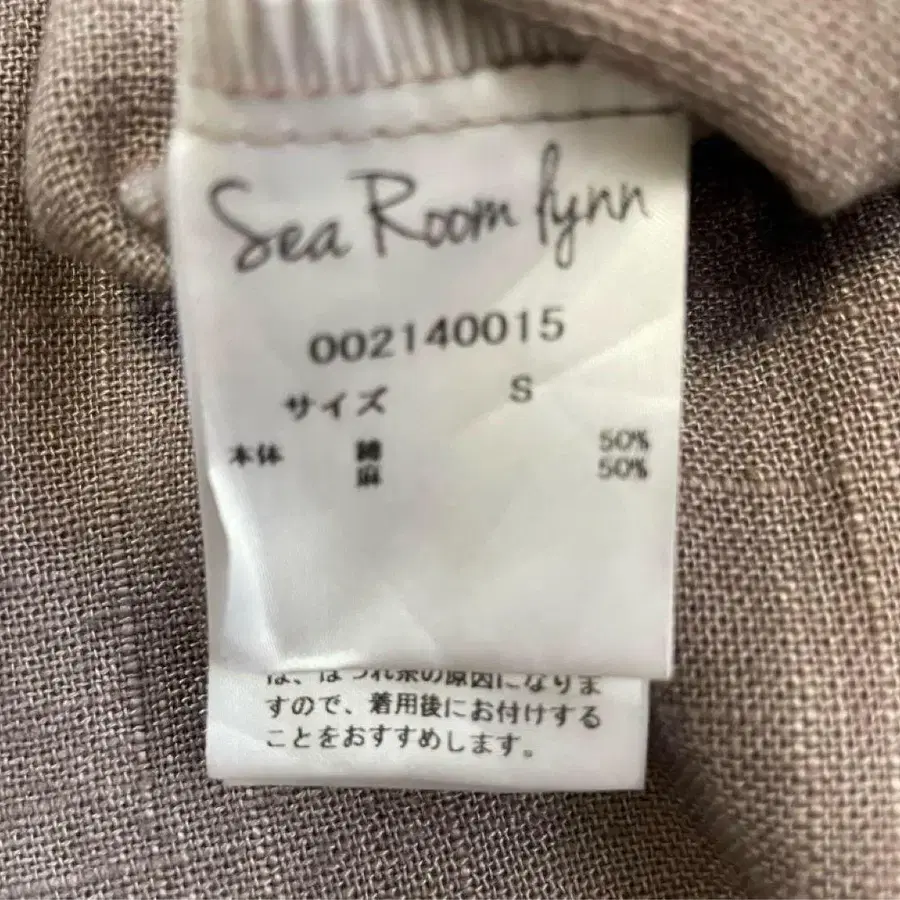 Sea Room lynn
002140015
サイズ S
本体 綿 50%
麻 50%
は、ほつれ糸の原因になりま
すので、着用後にお付けする
ことをおすすめします。